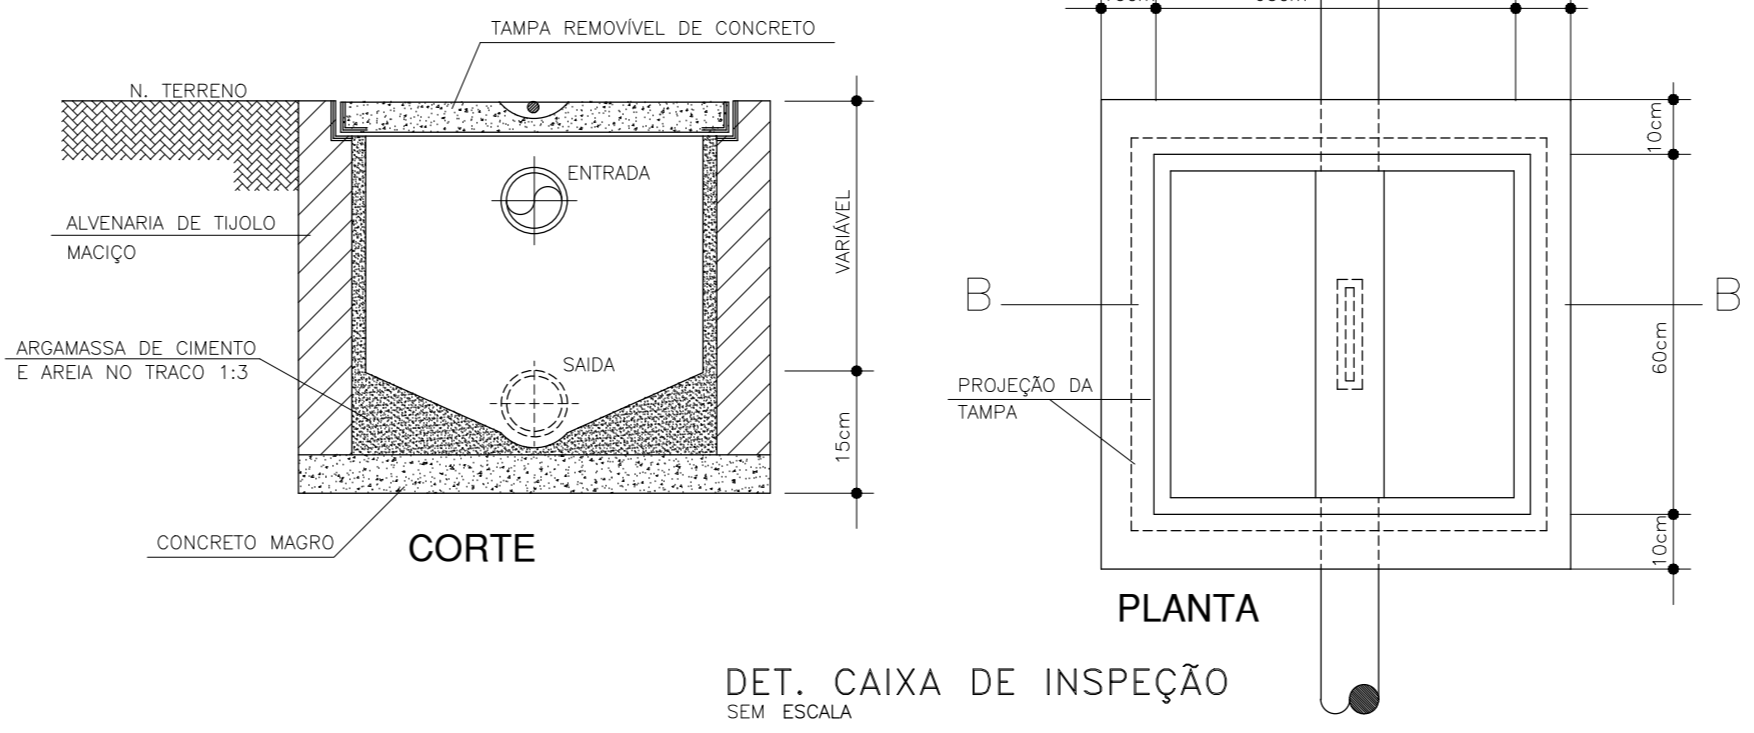 TAMPA REMOVÍVEL DE CONCRETO
N. TERRENO
ENTRADA
ALVENARIA DE TIJOLO
MACIÇO
VARIÁVEL
ARGAMASSA DE CIMENTO
E AREIA NO TRACO 1:3
SAIDA
15cm
CONCRETO MAGRO
CORTE
10cm
B
B
60cm
PROJEÇÃO DA
TAMPA
10cm
PLANTA
DET. CAIXA DE INSPEÇÃO
SEM ESCALA